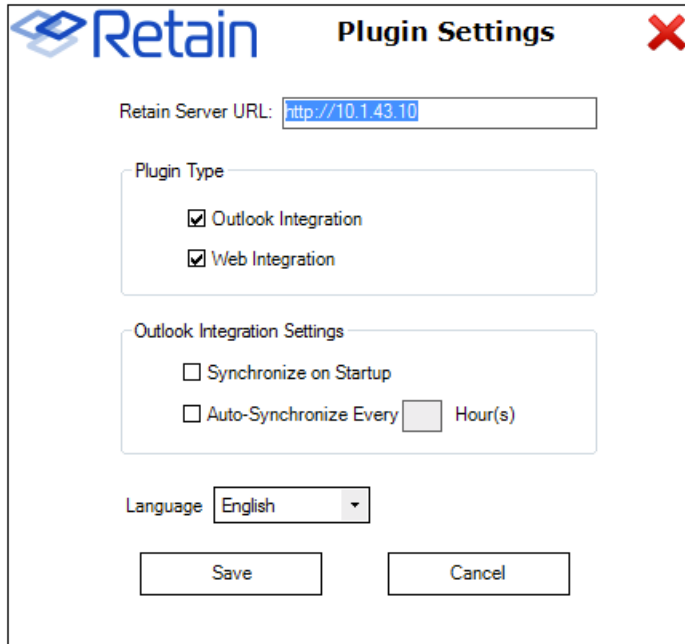 Retain Plugin Settings
Retain Server URL: http://10.1.43.10
Plugin Type
Outlook Integration
Web Integration
Outlook Integration Settings
Synchronize on Startup
Auto-Synchronize Every Hour(s)
Language English
Save Cancel